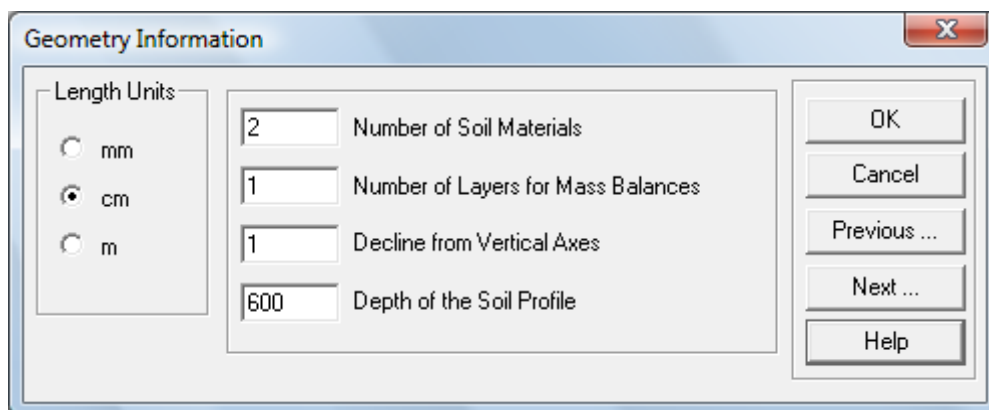 Geometry Information
Length Units
mm
cm
m
2 Number of Soil Materials
1 Number of Layers for Mass Balances
1 Decline from Vertical Axes
600 Depth of the Soil Profile
OK
Cancel
Previous ...
Next ...
Help